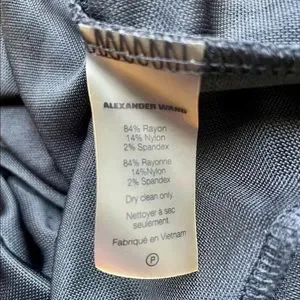 ALEXANDER WANG
84% Rayon
14% Nylon
2% Spandex
84% Rayonne
14%Nylon
2% Spandex
Dry clean only.
Nettoyer à sec
seulement.
Fabriqué en Vietnam
P